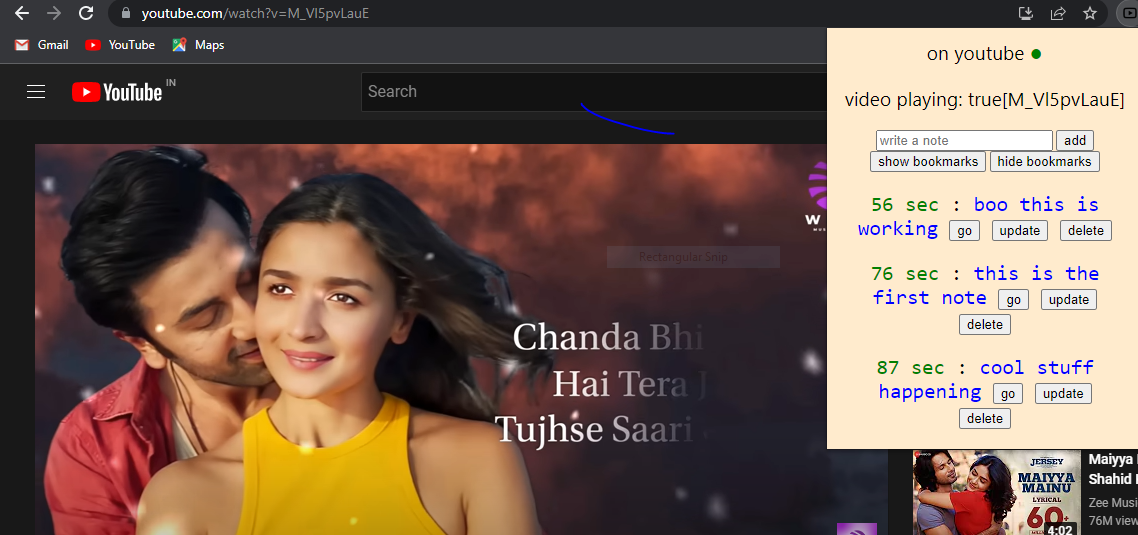 youtube.com/watch?v=M_Vl5pvLauE
Gmail YouTube Maps
YouTube IN
Search
on youtube
video playing: true[M_Vl5pvLauE]
write a note add
show bookmarks hide bookmarks
56 sec : boo this is
working go update delete
76 sec : this is the
first note go update
delete
87 sec : cool stuff
happening go update
delete
W
Rectangular Snip
Chanda Bhi
Hai Tera
Tujhse Saari
JERSEY
MAIYYA
MAINU
LYRICAL
60+
4:02
Maiyya
Shahid
Zee Musi
76M view